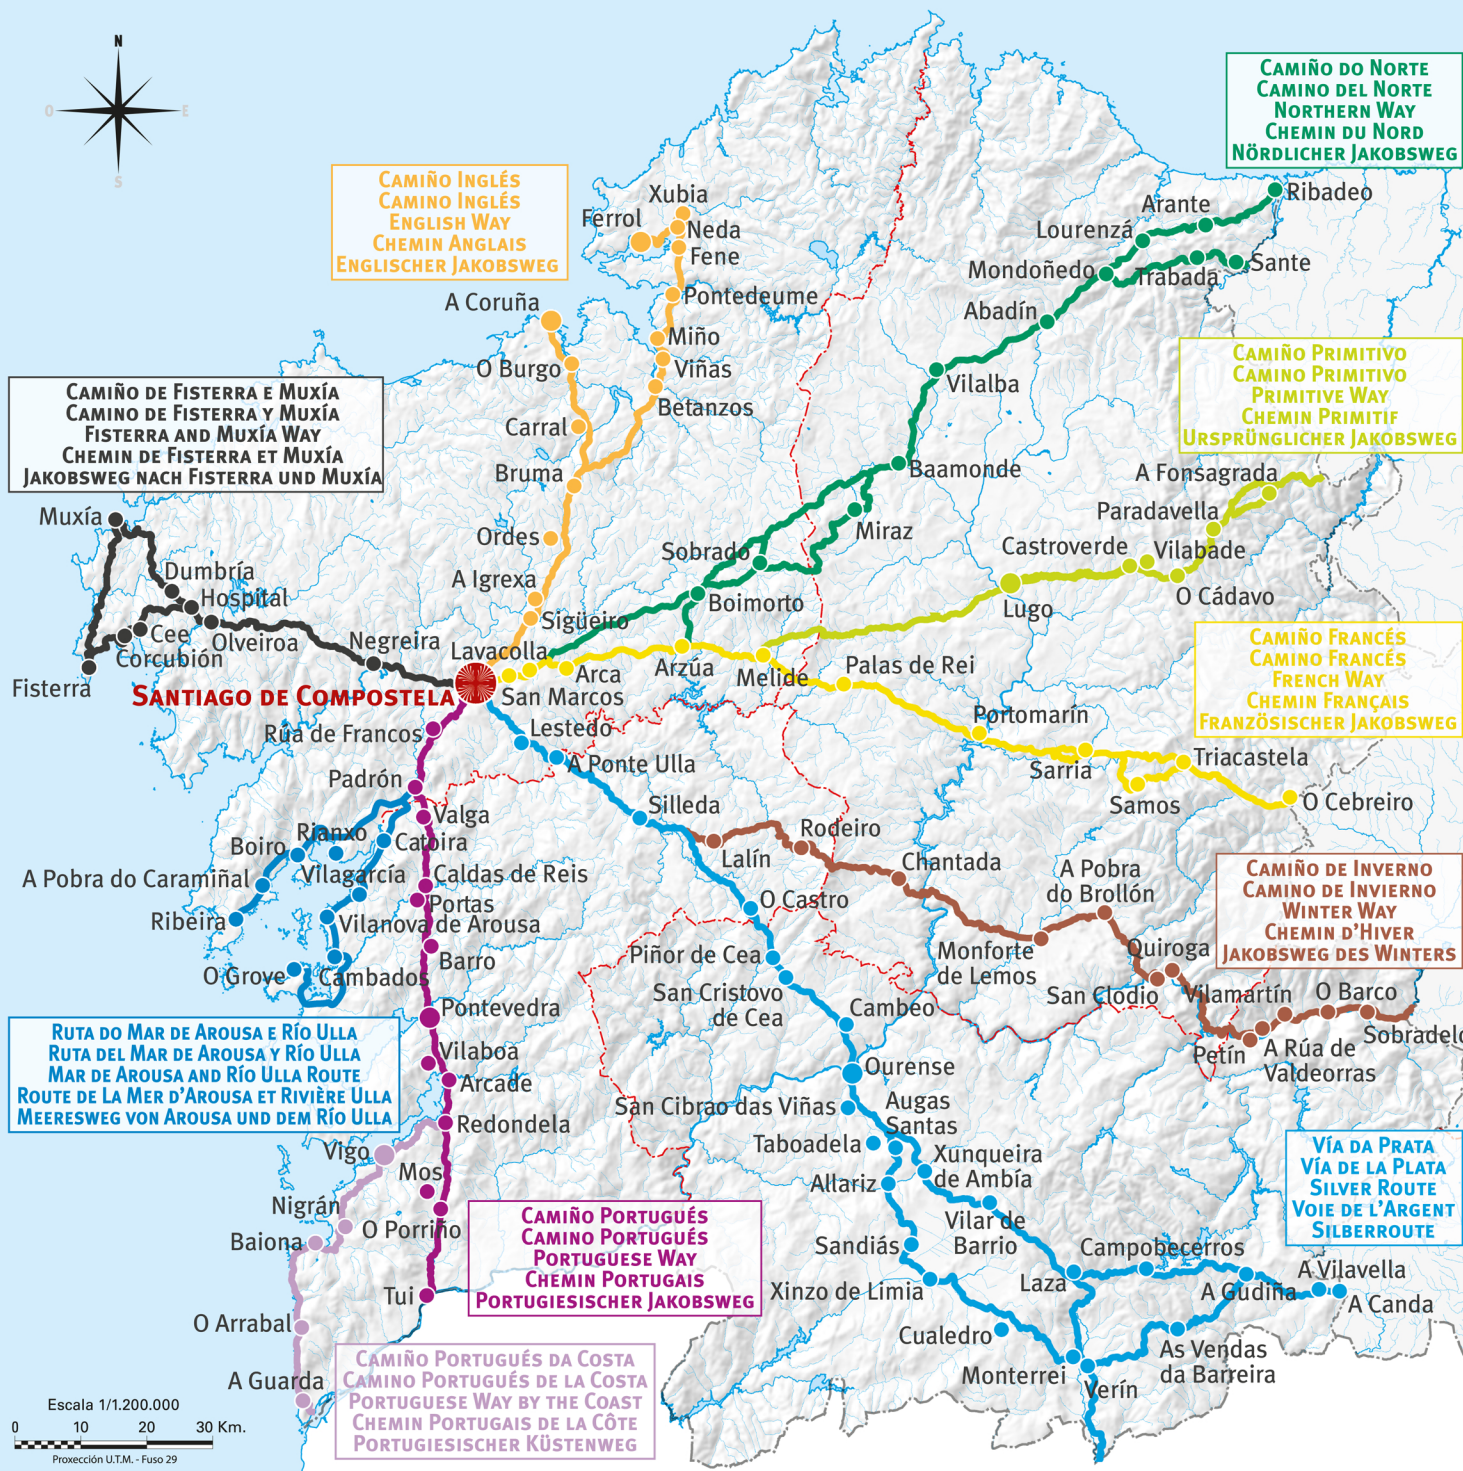 N
O
E
S
CAMIÑO DO NORTE
CAMINO DEL NORTE
NORTHERN WAY
CHEMIN DU NORD
NÖRDLICHER JAKOBSWEG
CAMIÑO INGLÉS
CAMINO INGLÉS
ENGLISH WAY
CHEMIN ANGLAIS
ENGLISCHER JAKOBSWEG
Xubia
Ferrol
Neda
Fene
Pontedeume
A Coruña
Miño
O Burgo
Viñas
Betanzos
Carral
Bruma
Ordes
A Igrexa
Sigüeiro
Ribadeo
Arante
Lourenzá
Mondoñedo
Trabada
Sante
Abadín
Vilalba
Baamonde
Miraz
Sobrado
Boimorto
CAMIÑO PRIMITIVO
CAMINO PRIMITIVO
PRIMITIVE WAY
CHEMIN PRIMITIF
URSPRÜNGLICHER JAKOBSWEG
A Fonsagrada
Paradavella
Castroverde
Vilabade
O Cádavo
Lugo
CAMIÑO DE FISTERRA E MUXÍA
CAMINO DE FISTERRA Y MUXÍA
FISTERRA AND MUXÍA WAY
CHEMIN DE FISTERRA ET MUXÍA
JAKOBSWEG NACH FISTERRA UND MUXÍA
Muxía
Dumbría
Hospital
Cee
Olveiroa
Corcubión
Negreira
Fisterra
Lavacolla
SANTIAGO DE COMPOSTELA
San Marcos
Arca
Arzúa
Melide
Palas de Rei
Portomarín
Sarria
Triacastela
Samos
O Cebreiro
CAMIÑO FRANCÉS
CAMINO FRANCÉS
FRENCH WAY
CHEMIN FRANÇAIS
FRANZÖSISCHER JAKOBSWEG
Rúa de Francos
Lestedo
A Ponte Ulla
Padrón
Silleda
Valga
Rianxo
Catoira
Boiro
Vilagarcía
A Pobra do Caramiñal
Caldas de Reis
Portas
Ribeira
Vilanova de Arousa
Barro
O Grove
Cambados
Pontevedra
Lalín
Rodeiro
Chantada
A Pobra
do Brollón
O Castro
Monforte
de Lemos
Quiroga
San Clodio
Vilamartín
O Barco
Sobradelo
Petín
A Rúa de
Valdeorras
CAMIÑO DE INVERNO
CAMINO DE INVIERNO
WINTER WAY
CHEMIN D'HIVER
JAKOBSWEG DES WINTERS
Piñor de Cea
San Cristovo
de Cea
Cambeo
RUTA DO MAR DE AROUSA E RÍO ULLA
RUTA DEL MAR DE AROUSA Y RÍO ULLA
MAR DE AROUSA AND RÍO ULLA ROUTE
ROUTE DE LA MER D'AROUSA ET RIVIÈRE ULLA
MEERESWEG VON AROUSA UND DEM RÍO ULLA
Vilaboa
Arcade
Redondela
Vigo
Mos
Nigrán
O Porriño
Baiona
Tui
O Arrabal
A Guarda
Ourense
San Cibrao das Viñas
Augas
Santas
Taboadela
Xunqueira
de Ambía
Allariz
Vilar de
Barrio
Sandiás
Xinzo de Limia
Campobecerros
Laza
A Gudiña
A Vilavella
A Canda
Cualedro
Monterrei
Verín
As Vendas
da Barreira
VÍA DA PRATA
VÍA DE LA PLATA
SILVER ROUTE
VOIE DE L'ARGENT
SILBERROUTE
CAMIÑO PORTUGUÉS
CAMINO PORTUGUÉS
PORTUGUESE WAY
CHEMIN PORTUGAIS
PORTUGIESISCHER JAKOBSWEG
CAMIÑO PORTUGUÉS DA COSTA
CAMINO PORTUGUÉS DE LA COSTA
PORTUGUESE WAY BY THE COAST
CHEMIN PORTUGAIS DE LA CÔTE
PORTUGIESISCHER KÜSTENWEG
Escala 1/1.200.000
0 10 20 30 Km.
Proxección U.T.M. - Fuso 29